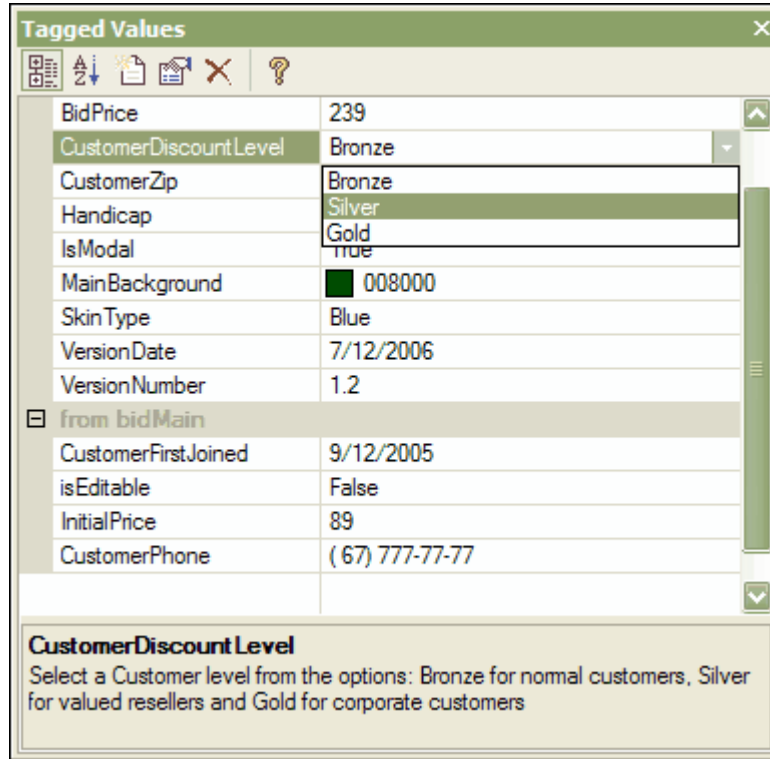 Tagged Values
BidPrice 239
CustomerDiscountLevel Bronze
CustomerZip Bronze
Handicap Silver
Gold
IsModal True
MainBackground 008000
SkinType Blue
VersionDate 7/12/2006
VersionNumber 1.2
from bidMain
CustomerFirstJoined 9/12/2005
isEditable False
InitialPrice 89
CustomerPhone ( 67) 777-77-77
CustomerDiscountLevel
Select a Customer level from the options: Bronze for normal customers, Silver
for valued resellers and Gold for corporate customers